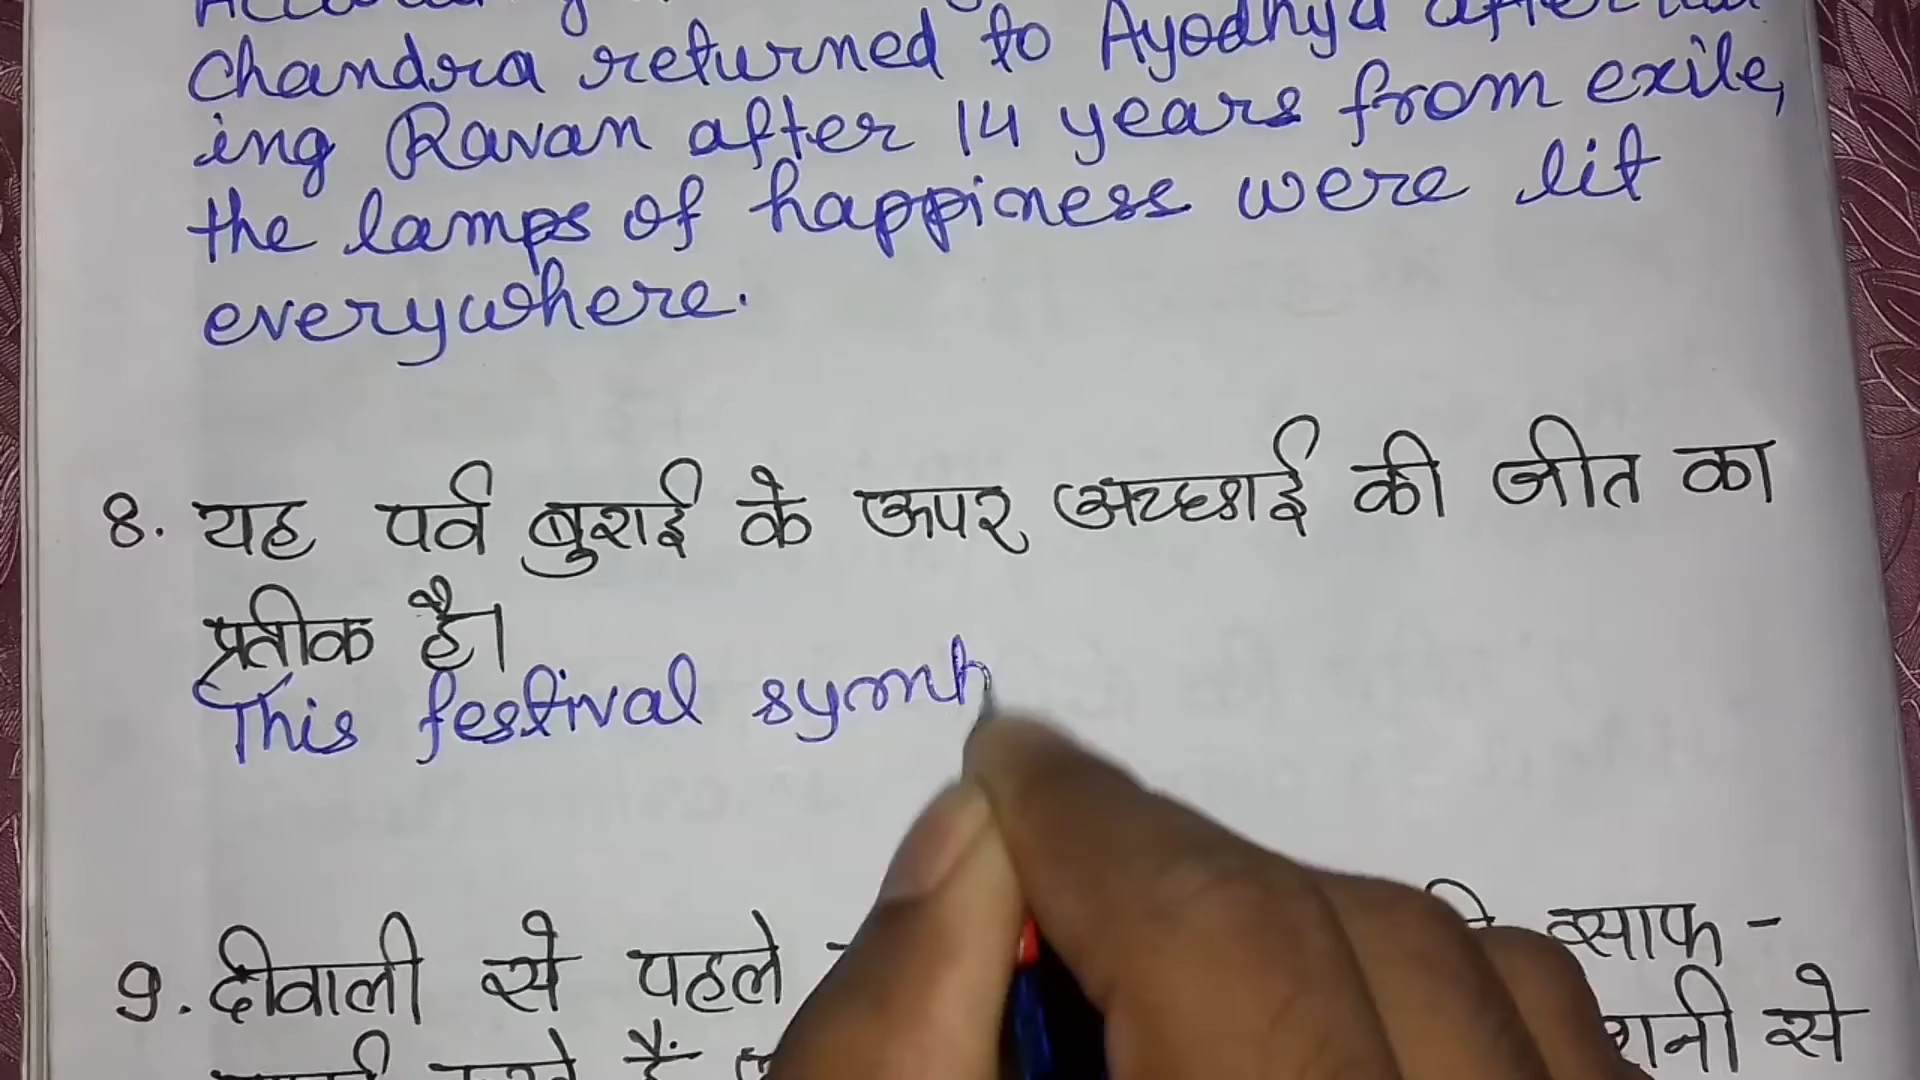 chandra returned to Ayodhya after
ing Ravan after 14 years from exile,
the lamps of happiness were lit
everywhere.
8. यह पर्व बुराई के ऊपर अच्छाई की जीत का
प्रतीक है।
This festival symb
9. दीवाली से पहले साफ -
से